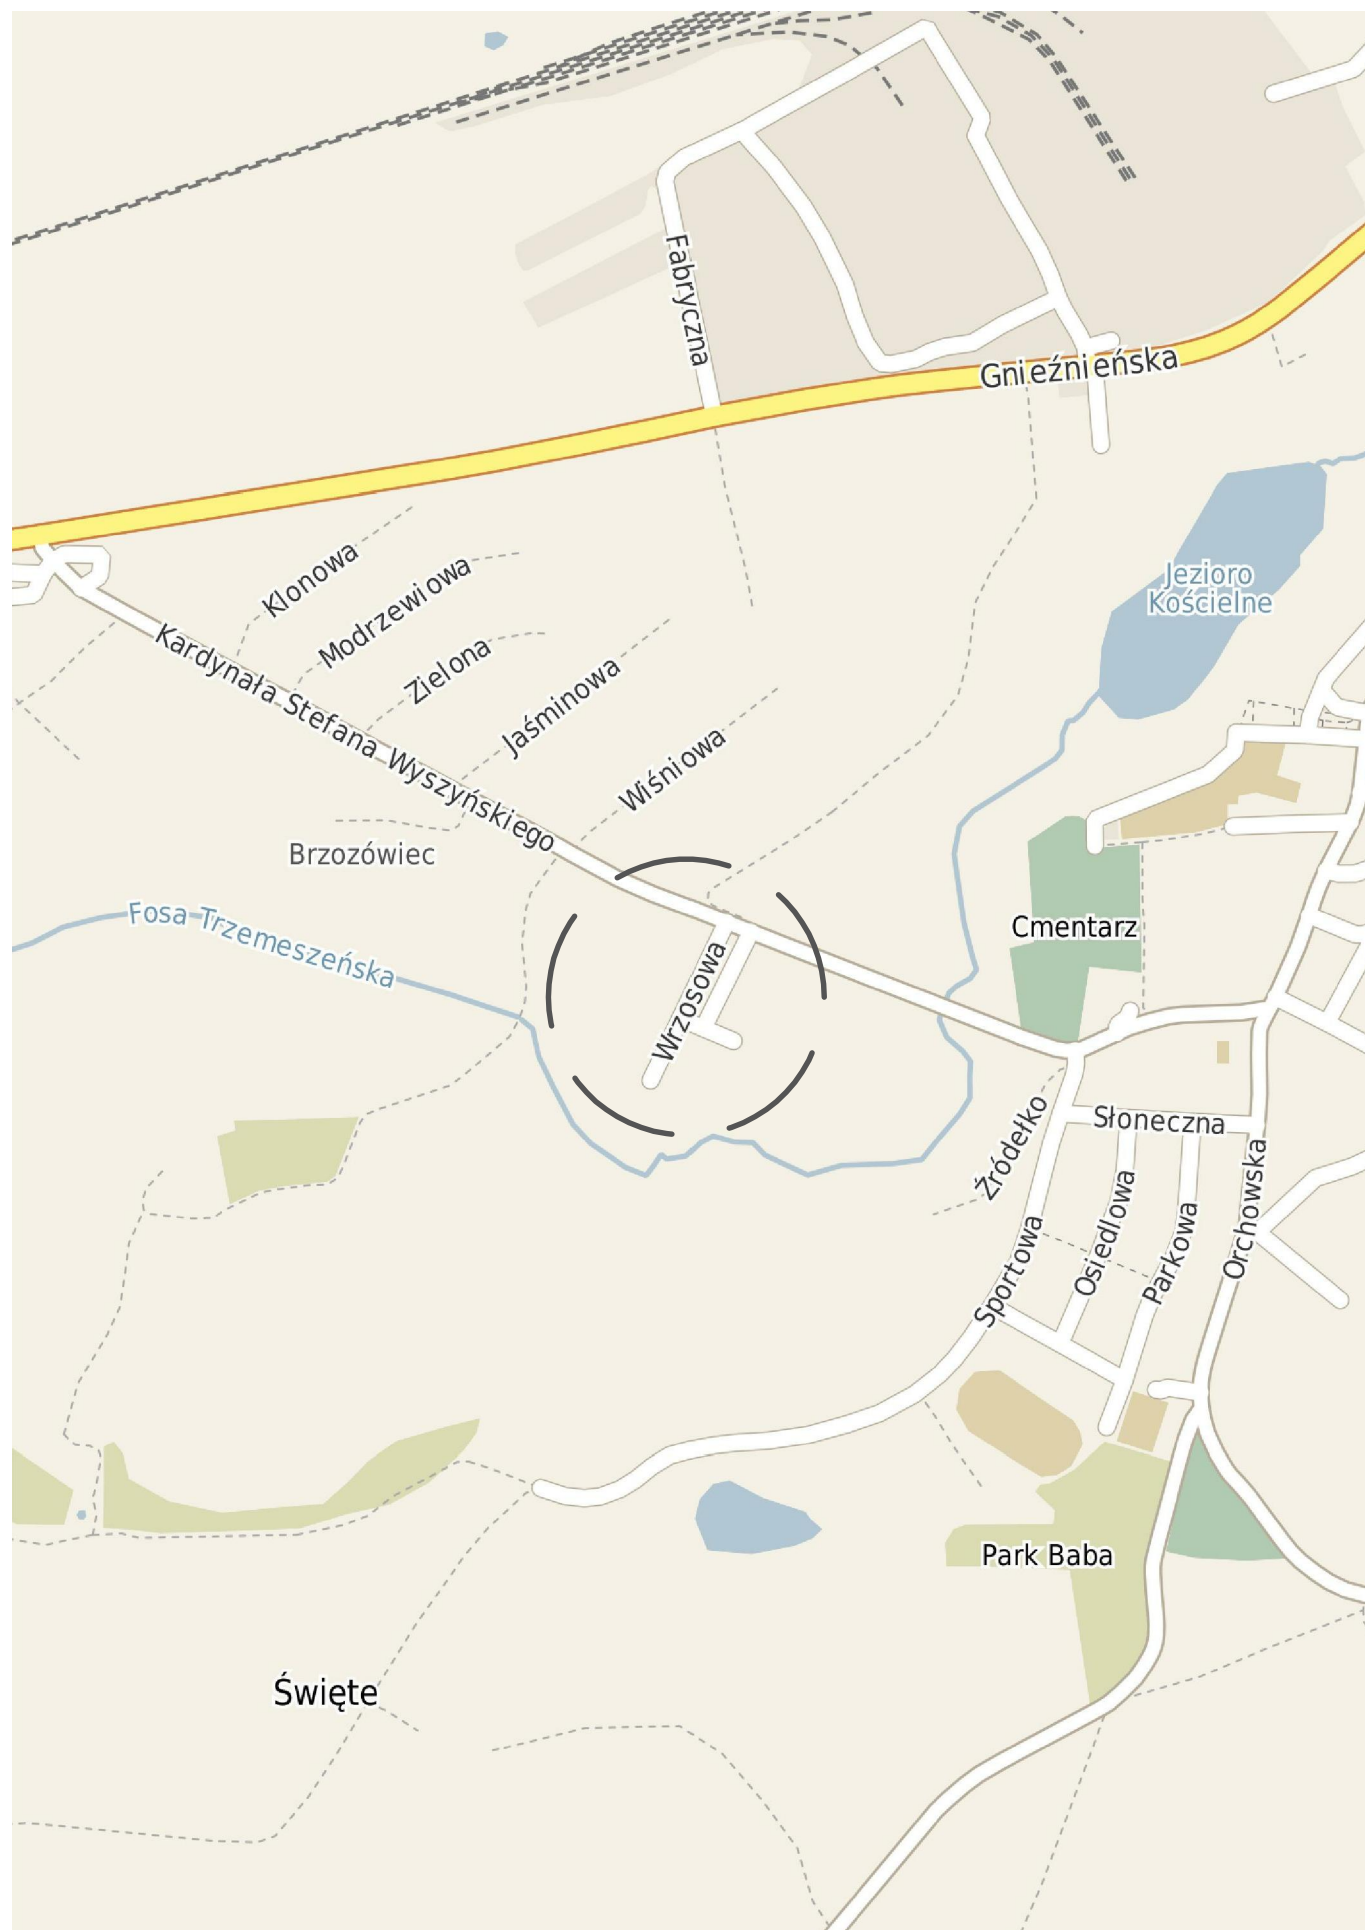 Fabryczna
Gnieźnieńska
Klonowa
Modrzewiowa
Zielona
Jaśminowa
Wiśniowa
Kardynała Stefana Wyszyńskiego
Jezioro
Kościelne
Brzozówiec
Fosa Trzemeszeńska
Wrzosowa
Cmentarz
Źródełko
Słoneczna
Sportowa
Osiedlowa
Parkowa
Orchowska
Park Baba
Święte